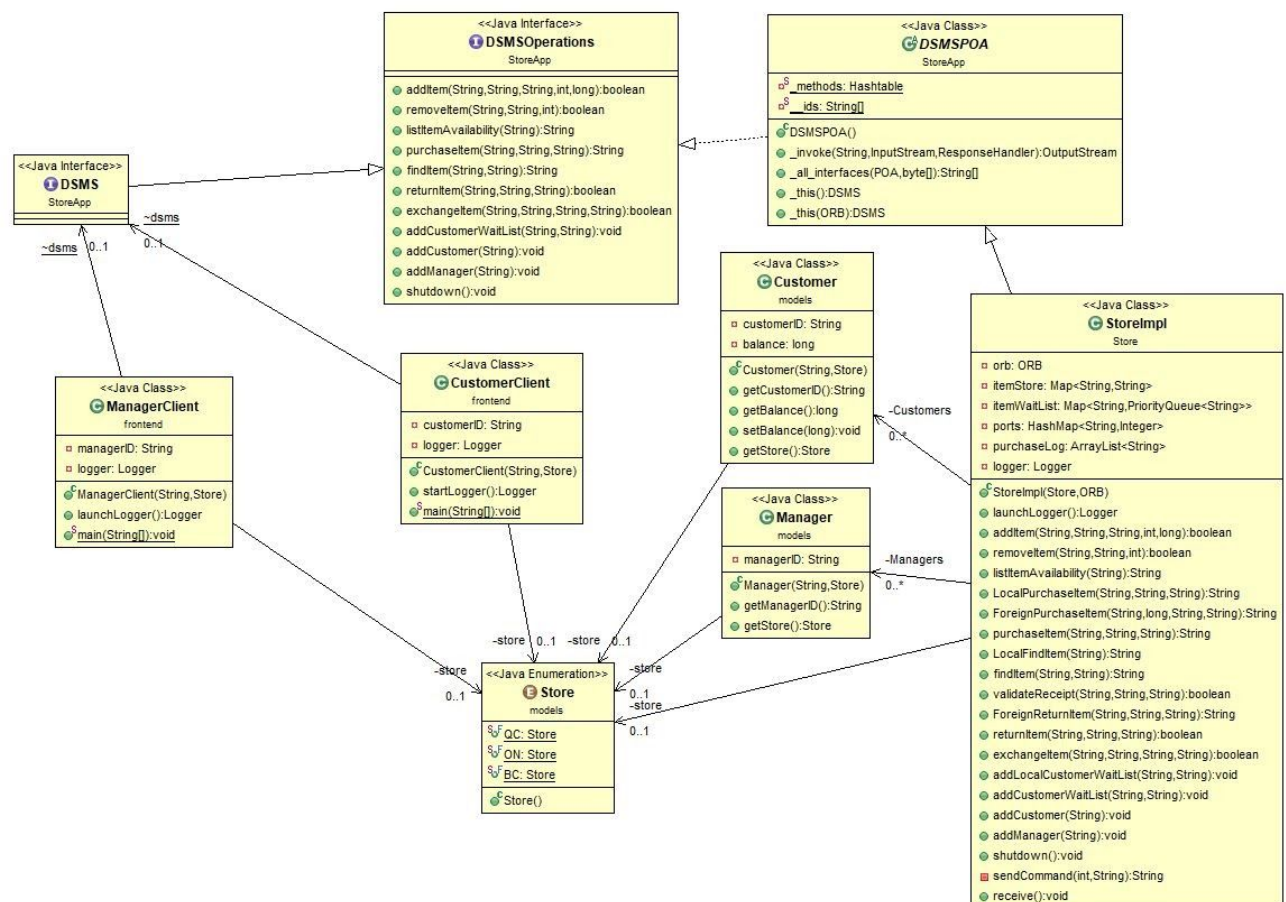 <<Java Interface>>
DSMSOperations
StoreApp
addItem(String,String,String,int,long):boolean
removeItem(String,String,int):boolean
listItemAvailability(String):String
purchaseItem(String,String,String):String
findItem(String,String):String
returnItem(String,String,String):boolean
exchangeItem(String,String,String,String):boolean
addCustomerWaitList(String,String):void
addCustomer(String):void
addManager(String):void
shutdown():void
<<Java Class>>
DSMSPOA
StoreApp
_methods: Hashtable
__ids: String[]
DSMSPOA()
_invoke(String,InputStream,ResponseHandler):OutputStream
_all_interfaces(POA,byte[]):String[]
_this():DSMS
_this(ORB):DSMS
<<Java Interface>>
DSMS
StoreApp
~dsms
0..1
~dsms
0..1
<<Java Class>>
Customer
models
customerID: String
balance: long
Customer(String,Store)
getCustomerID():String
getBalance():long
setBalance(long):void
getStore():Store
<<Java Class>>
StoreImpl
Store
orb: ORB
itemStore: Map<String,String>
itemWaitList: Map<String,PriorityQueue<String>>
ports: HashMap<String,Integer>
purchaseLog: ArrayList<String>
logger: Logger
StoreImpl(Store,ORB)
launchLogger():Logger
addItem(String,String,String,int,long):boolean
removeItem(String,String,int):boolean
listItemAvailability(String):String
LocalPurchaseItem(String,String,String):String
ForeignPurchaseItem(String,long,String,String):String
purchaseItem(String,String,String):String
LocalFindItem(String):String
findItem(String,String):String
validateReceipt(String,String,String):boolean
ForeignReturnItem(String,String,String):String
returnItem(String,String,String):boolean
exchangeItem(String,String,String,String):boolean
addLocalCustomerWaitList(String,String):void
addCustomerWaitList(String,String):void
addCustomer(String):void
addManager(String):void
shutdown():void
sendCommand(int,String):String
receive():void
<<Java Class>>
CustomerClient
frontend
customerID: String
logger: Logger
CustomerClient(String,Store)
startLogger():Logger
main(String[]):void
<<Java Class>>
ManagerClient
frontend
managerID: String
logger: Logger
ManagerClient(String,Store)
launchLogger():Logger
main(String[]):void
-Customers
0..*
<<Java Class>>
Manager
models
managerID: String
Manager(String,Store)
getManagerID():String
getStore():Store
-Managers
0..*
-store 0..1
-store 0..1
-store
0..1
-store
0..1
-store
0..1
<<Java Enumeration>>
Store
models
QC: Store
ON: Store
BC: Store
Store()